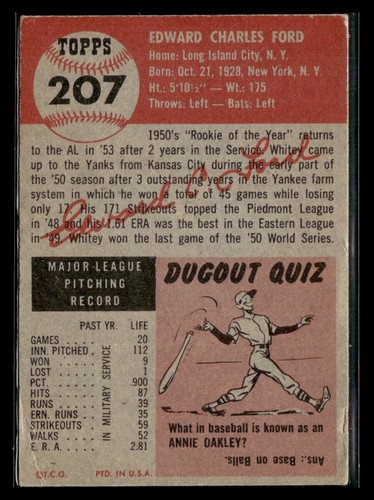 TOPPS
207
EDWARD CHARLES FORD
Home: Long Island City, N. Y.
Born: Oct. 21, 1928, New York, N. Y.
Ht.: 5'10½" — Wt.: 175
Throws: Left — Bats: Left
1950's "Rookie of the Year" returns
to the AL in '53 after 2 years in the Service. Whitey came
up to the Yanks from Kansas City during the early part of
the '50 season after 3 outstanding years in the Yankee farm
system in which he won a total of 45 games while losing
only 17. His 171 Strikeouts topped the Piedmont League
in '48 and his 1.61 ERA was the best in the Eastern League
in '49. Whitey won the last game of the '50 World Series.
Edward C. Ford
MAJOR LEAGUE
PITCHING
RECORD
PAST YR. LIFE
GAMES 20
INN. PITCHED 112
WON 9
LOST 1
PCT. .900
HITS 87
RUNS 39
ERN. RUNS 35
STRIKEOUTS 59
WALKS 52
E. R. A. 2.81
IN MILITARY SERVICE
T.C.G. PTD. IN U.S.A.
DUGOUT QUIZ
What in baseball is known as an
ANNIE OAKLEY?
Ans.: Base on Balls.